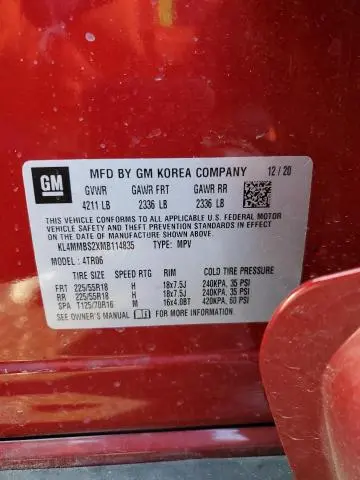 GM
MFD BY GM KOREA COMPANY 12/20
GVWR GAWR FRT GAWR RR
4211 LB 2336 LB 2336 LB
THIS VEHICLE CONFORMS TO ALL APPLICABLE U.S. FEDERAL MOTOR
VEHICLE SAFETY AND THEFT PREVENTION STANDARDS IN EFFECT ON THE
DATE OF MANUFACTURE SHOWN ABOVE.
KL4MMBS2XMB114835 TYPE: MPV
MODEL : 4TR06
TIRE SIZE SPEED RTG RIM COLD TIRE PRESSURE
FRT 225/55R18 H 18x7.5J 240KPA, 35 PSI
RR 225/55R18 H 18x7.5J 240KPA, 35 PSI
SPA T125/70R16 M 16x4.0BT 420KPA, 60 PSI
SEE OWNER'S MANUAL FOR MORE INFORMATION